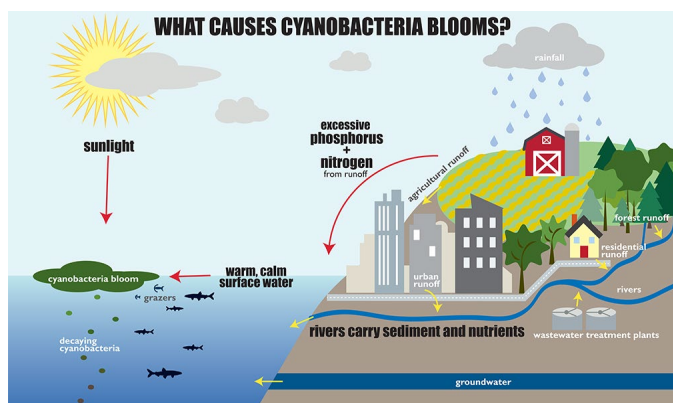 WHAT CAUSES CYANOBACTERIA BLOOMS?
rainfall
sunlight
excessive
phosphorus
+
nitrogen
from runoff
agricultural runoff
forest runoff
residential
runoff
cyanobacteria bloom
warm, calm
surface water
grazers
urban
runoff
rivers
rivers carry sediment and nutrients
wastewater treatment plants
decaying
cyanobacteria
groundwater